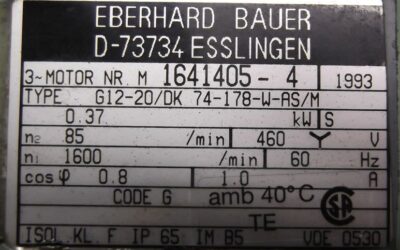 EBERHARD BAUER
D-73734 ESSLINGEN
3~MOTOR NR. M 1641405-4 1993
TYPE G12-20/DK 74-178-W-AS/M
0.37 kW S
n₂ 85 /min 460 Y V
n₁ 1600 /min 60 Hz
cos φ 0.8 1.0 A
CODE G amb 40°C SA
TE
ISOL.KL. F IP 65 IM B5 VDE 0530